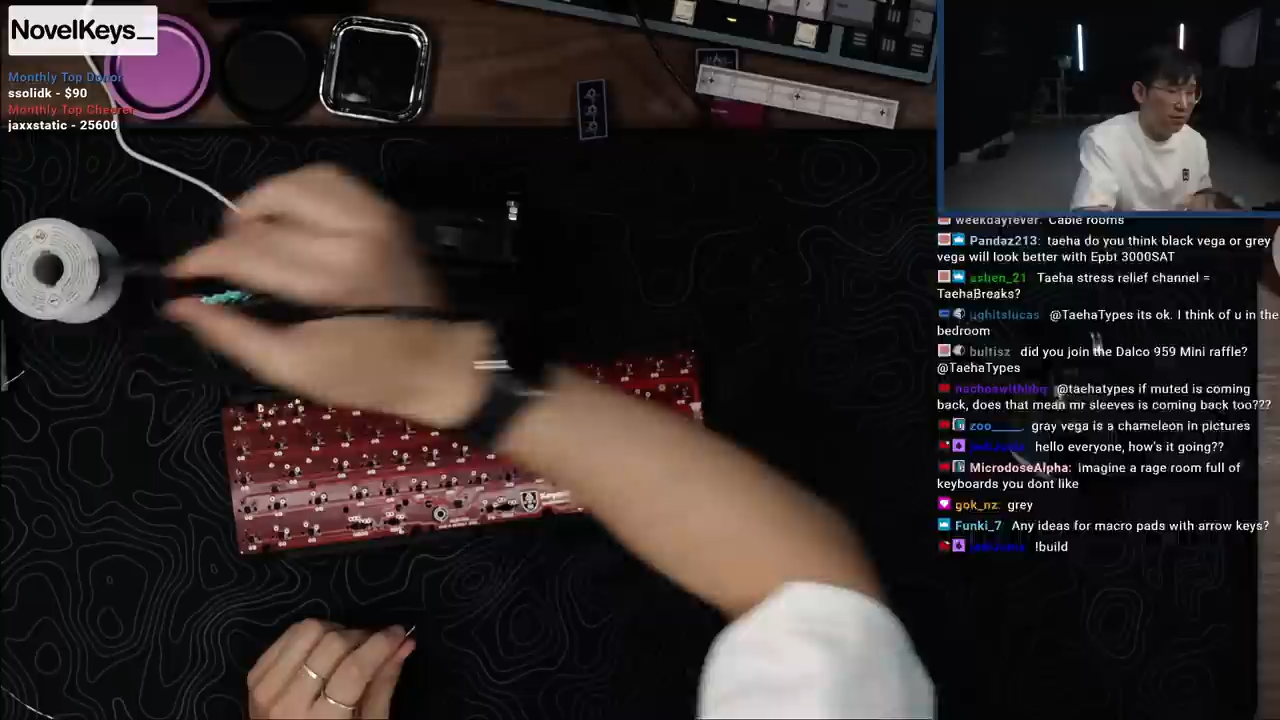 NovelKeys_
Monthly Top Donor
ssolidk - $90
Monthly Top Cheerer
jaxxstatic - 25600
weekdayfever: Cable rooms
Pandaz213: taeha do you think black vega or grey
vega will look better with Epbt 3000SAT
ashen_21 Taeha stress relief channel =
TaehaBreaks?
ughitslucas @TaehaTypes its ok. I think of u in the
bedroom
bultisz did you join the Dalco 959 Mini raffle?
@TaehaTypes
nachoswithlibq @taehatypes if muted is coming
back, does that mean mr sleeves is coming back too???
zoo____ gray vega is a chameleon in pictures
hello everyone, how's it going??
MicrodoseAlpha: imagine a rage room full of
keyboards you dont like
gok_nz: grey
Funki_7 Any ideas for macro pads with arrow keys?
!build